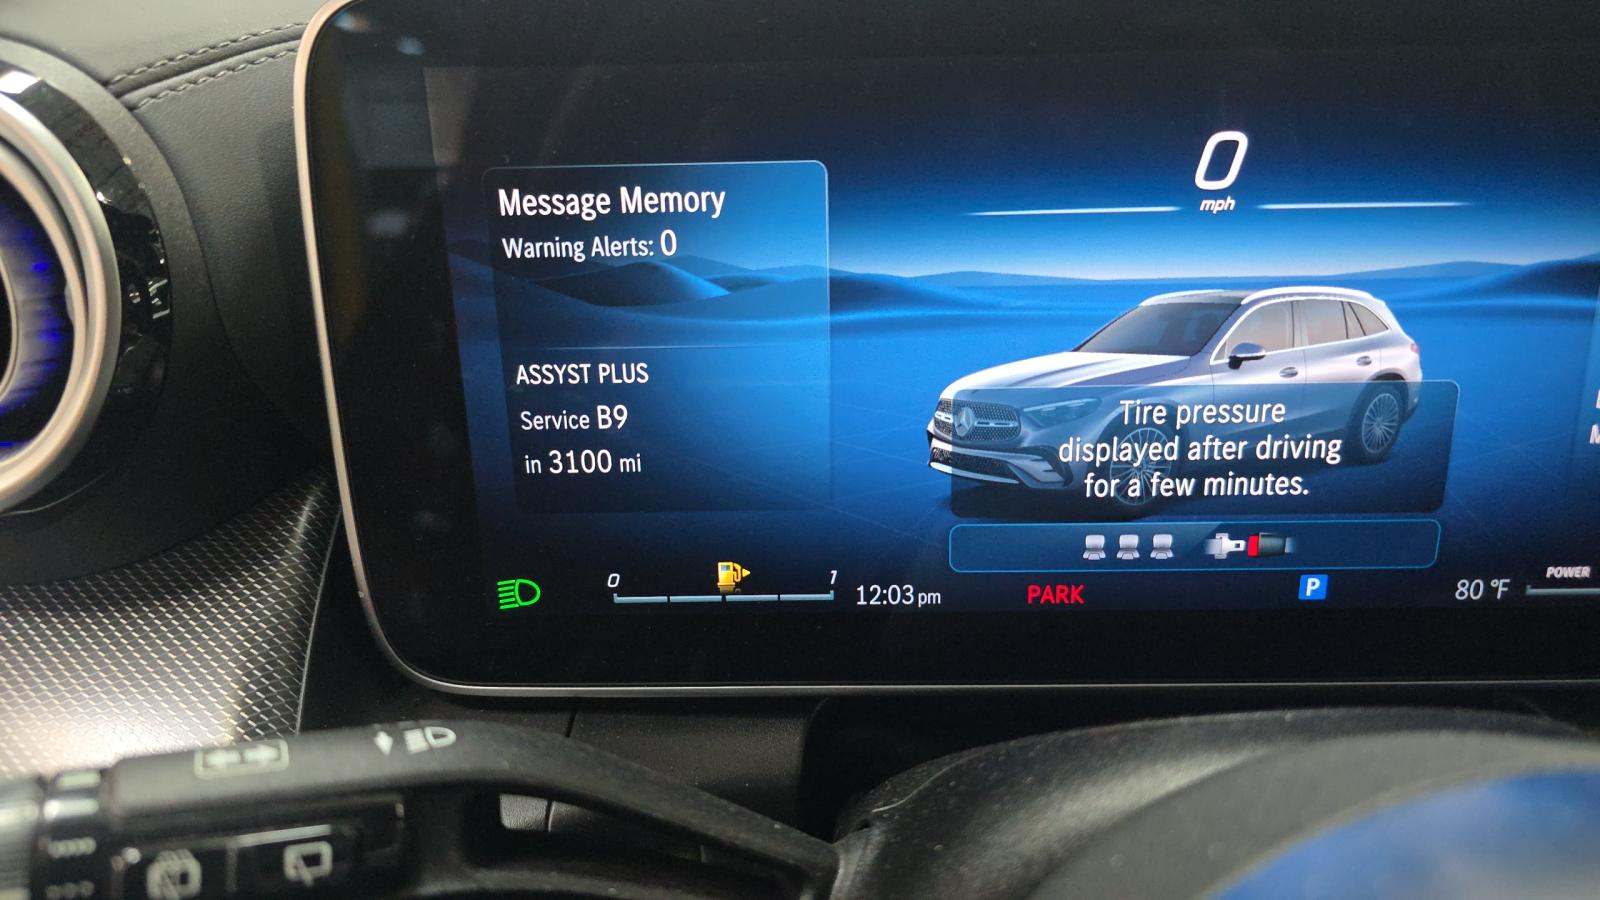 Message Memory
Warning Alerts: 0
ASSYST PLUS
Service B9
in 3100 mi
0
mph
Tire pressure
displayed after driving
for a few minutes.
0
1
12:03 pm
PARK
P
80 °F
POWER